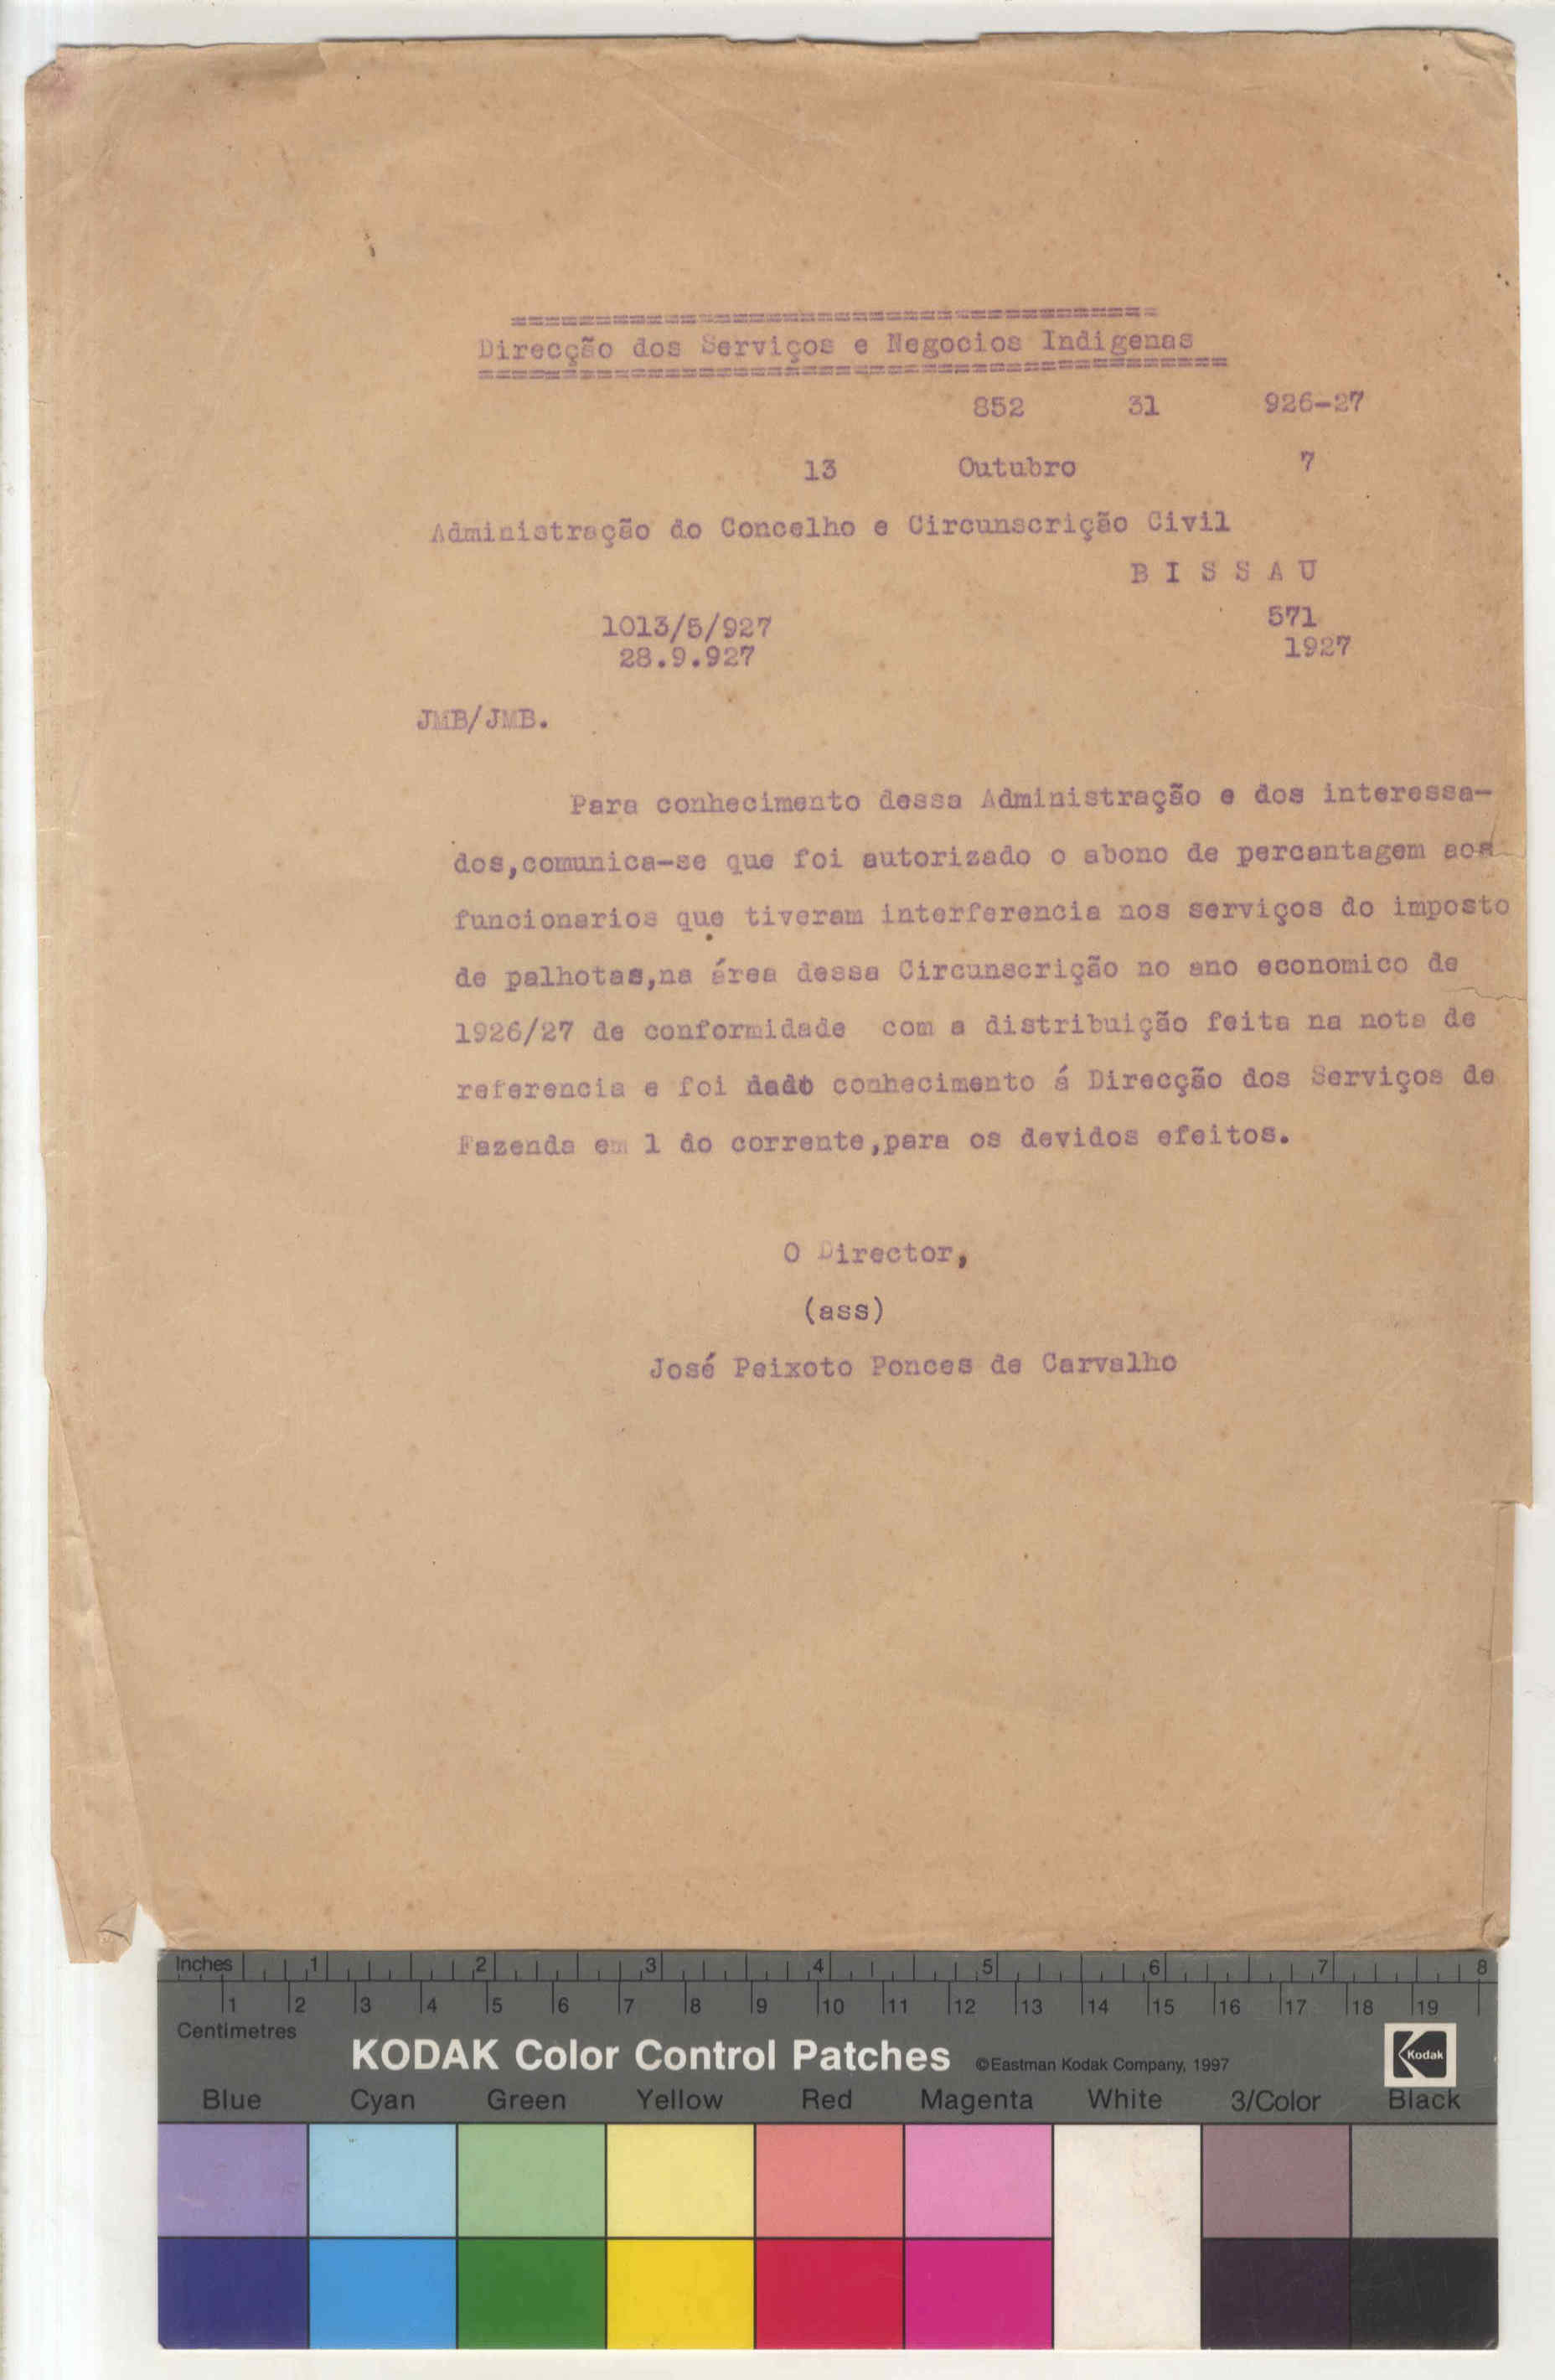 ======================================
Direcção dos Serviços e Negocios Indigenas
============================================
852 31 926-27
13 Outubro 7
Administração do Concelho e Circunscrição Civil
B I S S A U
1013/5/927 571
28.9.927 1927
JMB/JMB.
Para conhecimento dessa Administração e dos interessa-
dos,comunica-se que foi autorizado o abono de percentagem aos
funcionarios que tiveram interferencia nos serviços do imposto
de palhotas,na área dessa Circunscrição no ano economico de
1926/27 de conformidade com a distribuição feita na nota de
referencia e foi dado conhecimento á Direcção dos Serviços de
Fazenda em 1 do corrente,para os devidos efeitos.
O Director,
(ass)
José Peixoto Ponces de Carvalho
Inches 1 2 3 4 5 6 7 8
1 2 3 4 5 6 7 8 9 10 11 12 13 14 15 16 17 18 19
Centimetres
KODAK Color Control Patches ©Eastman Kodak Company, 1997 Kodak
Blue Cyan Green Yellow Red Magenta White 3/Color Black